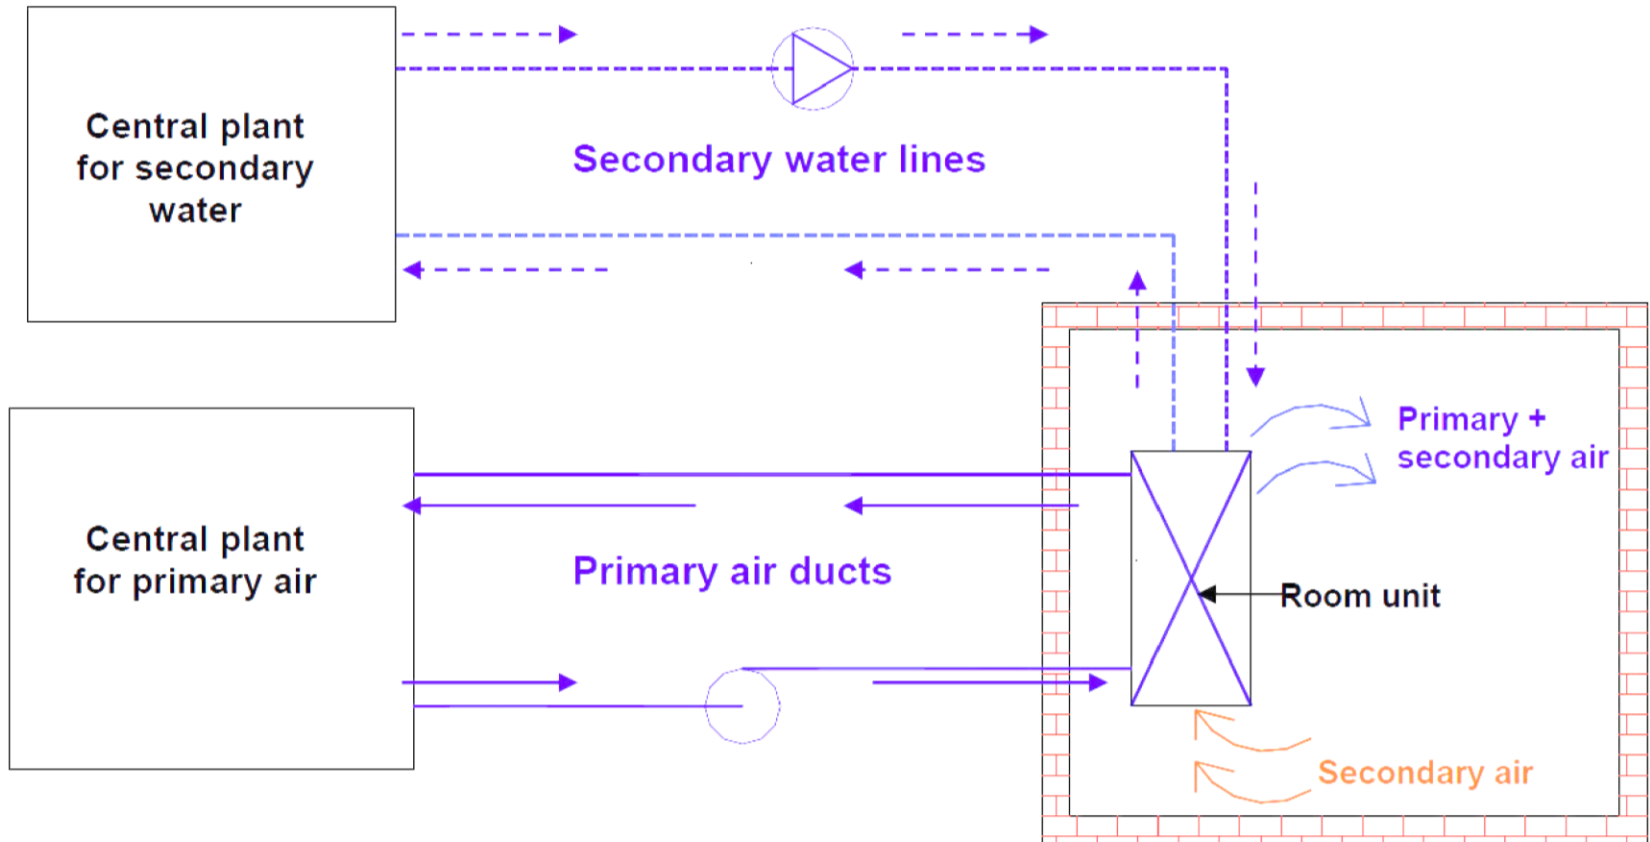 Central plant
for secondary
water
Secondary water lines
Primary +
secondary air
Central plant
for primary air
Primary air ducts
Room unit
Secondary air